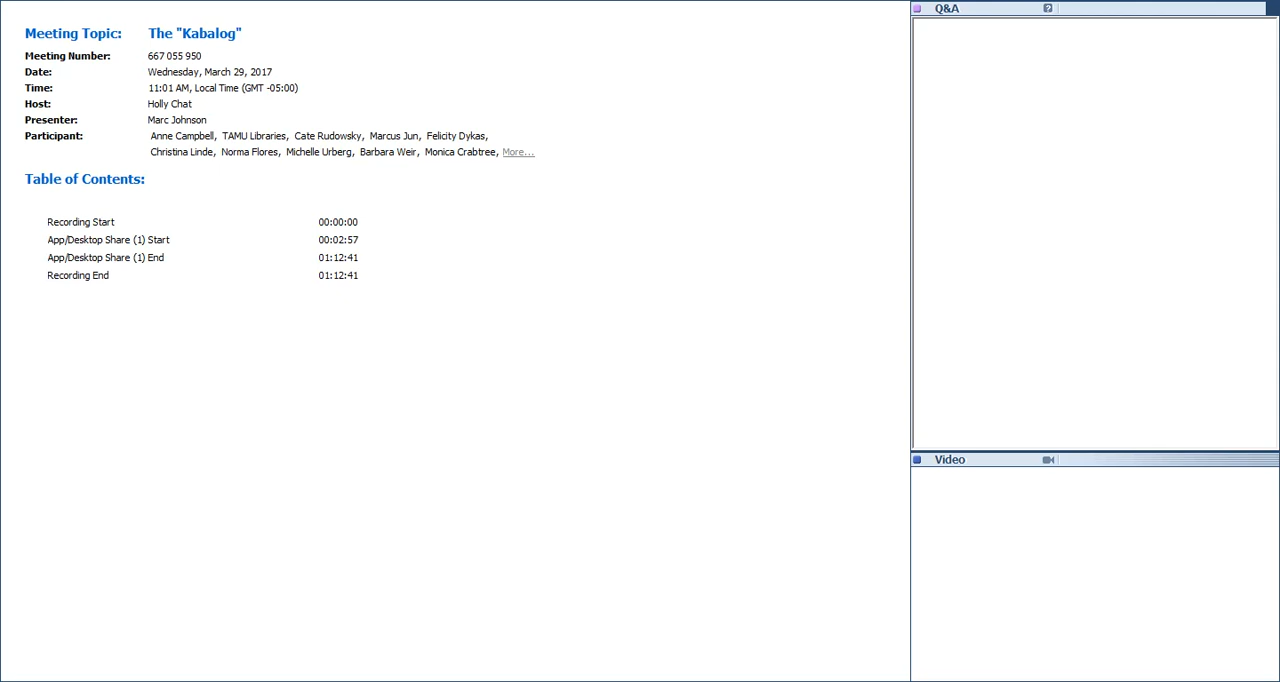 Meeting Topic: The "Kabalog"
Meeting Number: 667 055 950
Date: Wednesday, March 29, 2017
Time: 11:01 AM, Local Time (GMT -05:00)
Host: Holly Chat
Presenter: Marc Johnson
Participant: Anne Campbell, TAMU Libraries, Cate Rudowsky, Marcus Jun, Felicity Dykas,
Christina Linde, Norma Flores, Michelle Urberg, Barbara Weir, Monica Crabtree, More...
Table of Contents:
Recording Start 00:00:00
App/Desktop Share (1) Start 00:02:57
App/Desktop Share (1) End 01:12:41
Recording End 01:12:41
Q&A ?
Video